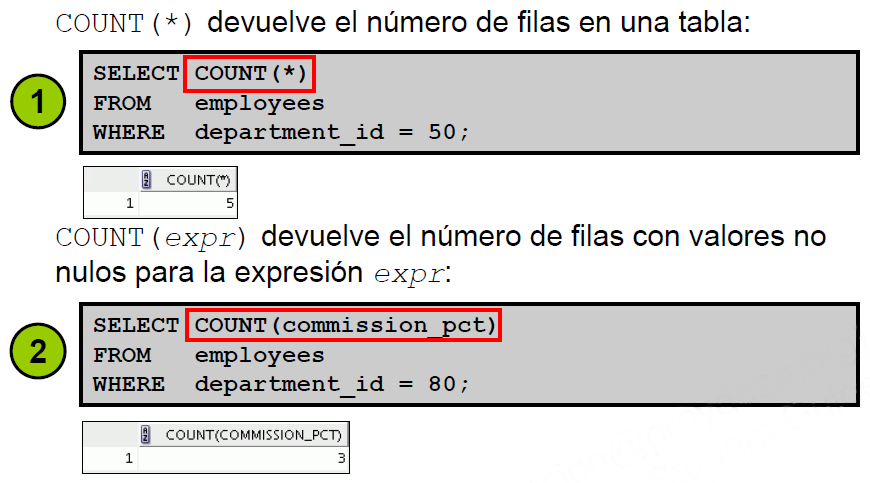 COUNT(*) devuelve el número de filas en una tabla:
1
SELECT COUNT(*)
FROM employees
WHERE department_id = 50;
COUNT(*)
1 5
COUNT(expr) devuelve el número de filas con valores no
nulos para la expresión expr:
2
SELECT COUNT(commission_pct)
FROM employees
WHERE department_id = 80;
COUNT(COMMISSION_PCT)
1 3